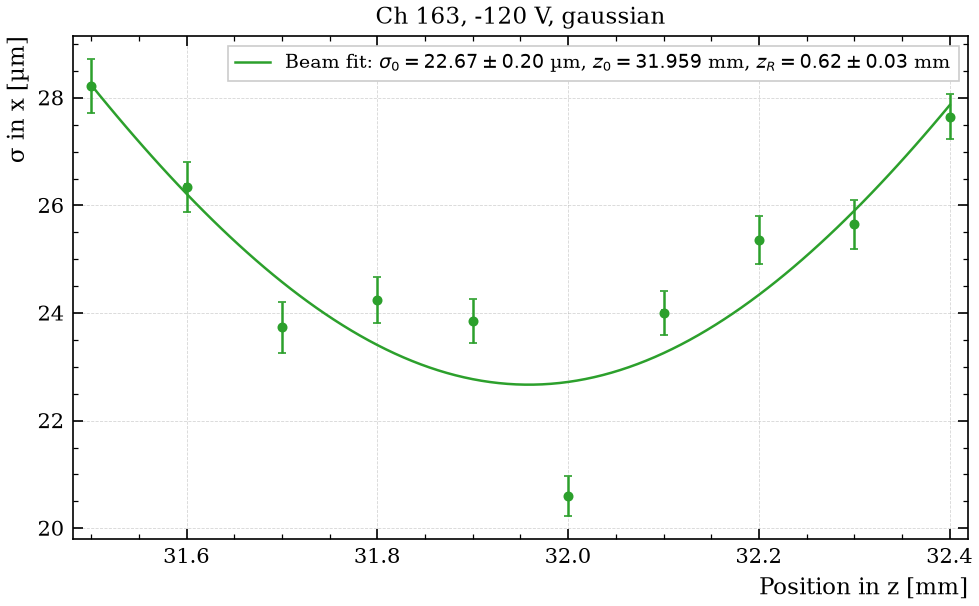 Ch 163, -120 V, gaussian
Beam fit: σ₀ = 22.67 ± 0.20 µm, z₀ = 31.959 mm, z_R = 0.62 ± 0.03 mm
σ in x [µm]
28
26
24
22
20
31.6 31.8 32.0 32.2 32.4
Position in z [mm]